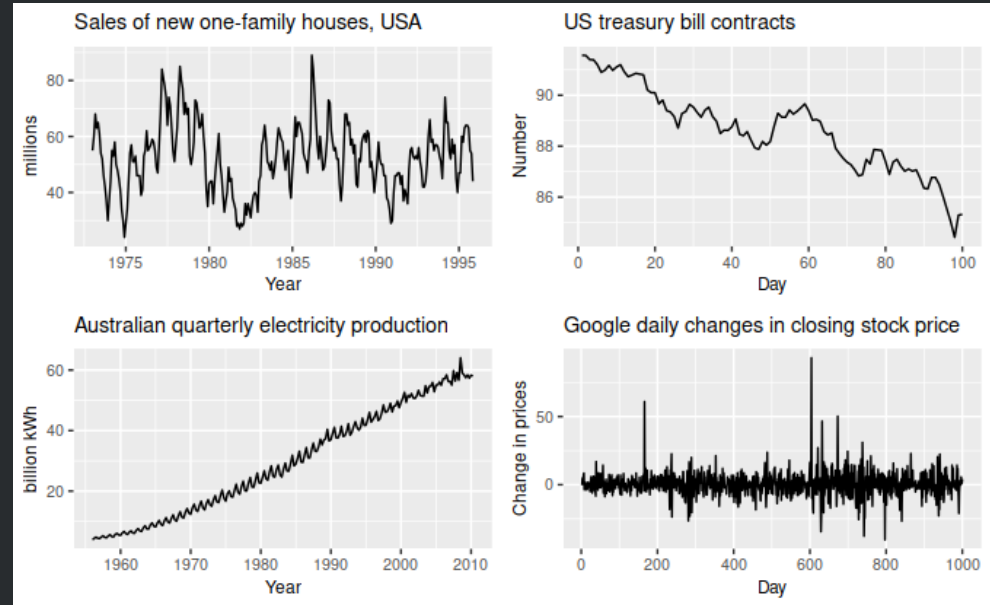 Sales of new one-family houses, USA
millions
80
60
40
1975 1980 1985 1990 1995
Year
US treasury bill contracts
Number
90
88
86
0 20 40 60 80 100
Day
Australian quarterly electricity production
billion kWh
60
40
20
1960 1970 1980 1990 2000 2010
Year
Google daily changes in closing stock price
Change in prices
50
0
0 200 400 600 800 1000
Day